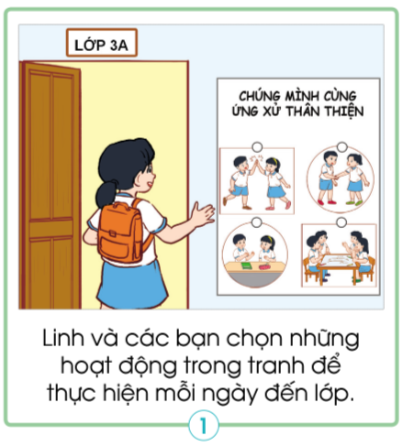 LỚP 3A
CHÚNG MÌNH CÙNG
ỨNG XỬ THÂN THIỆN
Linh và các bạn chọn những
hoạt động trong tranh để
thực hiện mỗi ngày đến lớp.
1